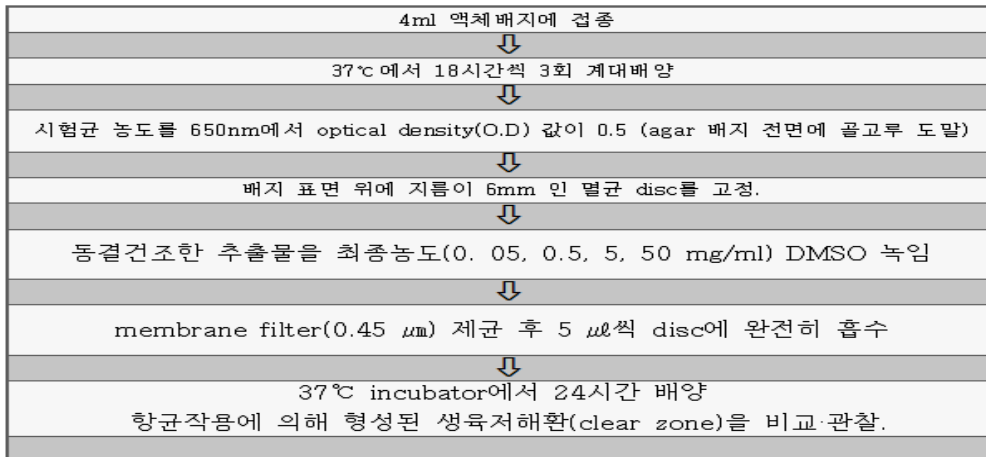 4ml 액체배지에 접종
37℃에서 18시간씩 3회 계대배양
시험균 농도를 650nm에서 optical density(O.D) 값이 0.5 (agar 배지 전면에 골고루 도말)
배지 표면 위에 지름이 6mm 인 멸균 disc를 고정.
동결건조한 추출물을 최종농도(0. 05, 0.5, 5, 50 mg/ml) DMSO 녹임
membrane filter(0.45 ㎛) 제균 후 5 ㎕씩 disc에 완전히 흡수
37℃ incubator에서 24시간 배양
항균작용에 의해 형성된 생육저해환(clear zone)을 비교·관찰.